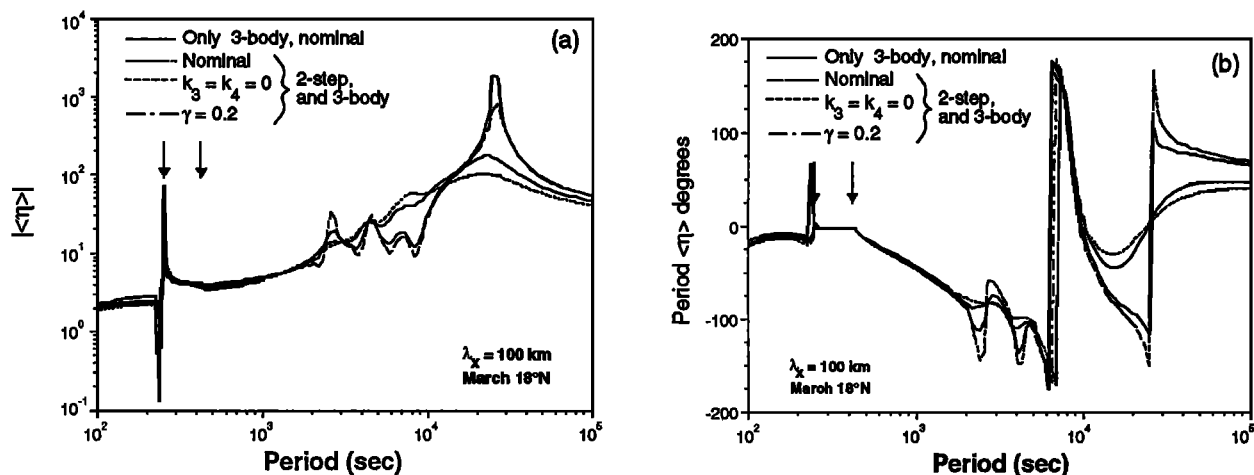 (a)
Only 3-body, nominal
Nominal
k₃ = k₄ = 0
γ = 0.2
2-step,
and 3-body
|<η>|
10⁴
10³
10²
10¹
10⁰
10⁻¹
λₓ = 100 km
March 18°N
10² 10³ 10⁴ 10⁵
Period (sec)
(b)
Only 3-body, nominal
Nominal
k₃ = k₄ = 0
γ = 0.2
2-step,
and 3-body
Period <η> degrees
200
100
0
-100
-200
λₓ = 100 km
March 18°N
10² 10³ 10⁴ 10⁵
Period (sec)